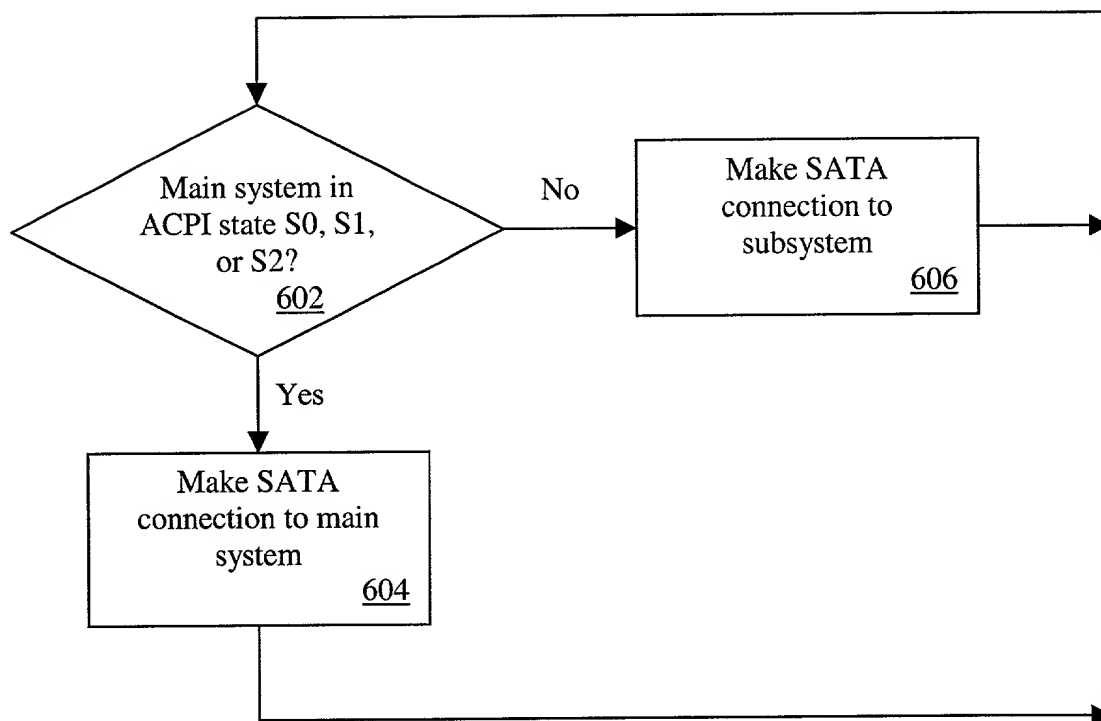 Main system in
ACPI state S0, S1,
or S2?
602
No
Make SATA
connection to
subsystem
606
Yes
Make SATA
connection to main
system
604